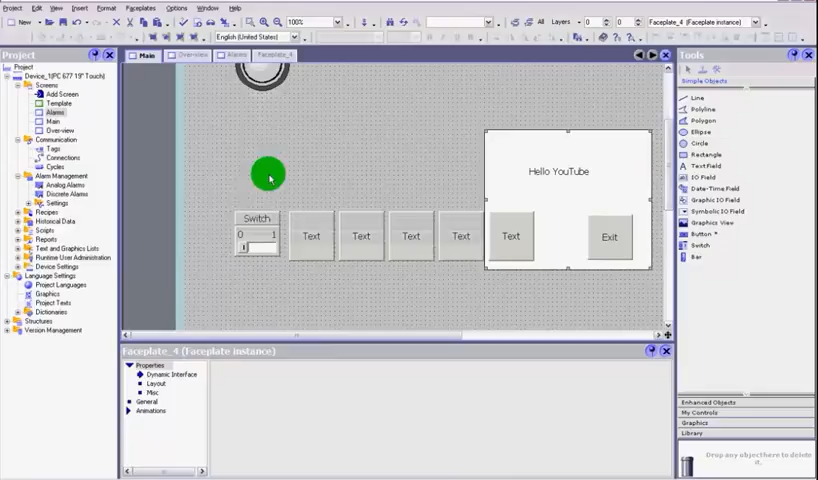 Project Edit View Insert Format Faceplates Options Window Help
New 100% All Layers 0 0 Faceplate_4 (Faceplate instance)
English (United States)
Project
Main Overview Alarms Faceplate_4
Tools
Project
Device_1(PC 677 19" Touch)
Screens
Add Screen
Template
Alarms
Main
Over-view
Communication
Tags
Connections
Cycles
Alarm Management
Analog Alarms
Discrete Alarms
Settings
Recipes
Historical Data
Scripts
Reports
Text and Graphics Lists
Runtime User Administration
Device Settings
Language Settings
Project Languages
Graphics
Project Texts
Dictionaries
Structures
Version Management
Hello YouTube
Switch
0 1
Text
Text
Text
Text
Text
Exit
Simple Objects
Line
Polyline
Polygon
Ellipse
Circle
Rectangle
Text Field
IO Field
Date-Time Field
Graphic IO Field
Symbolic IO Field
Graphics View
Button
Switch
Bar
Enhanced Objects
My Controls
Graphics
Library
Drop any object here to delete it.
Faceplate_4 (Faceplate instance)
Properties
Dynamic Interface
Layout
Misc
General
Animations